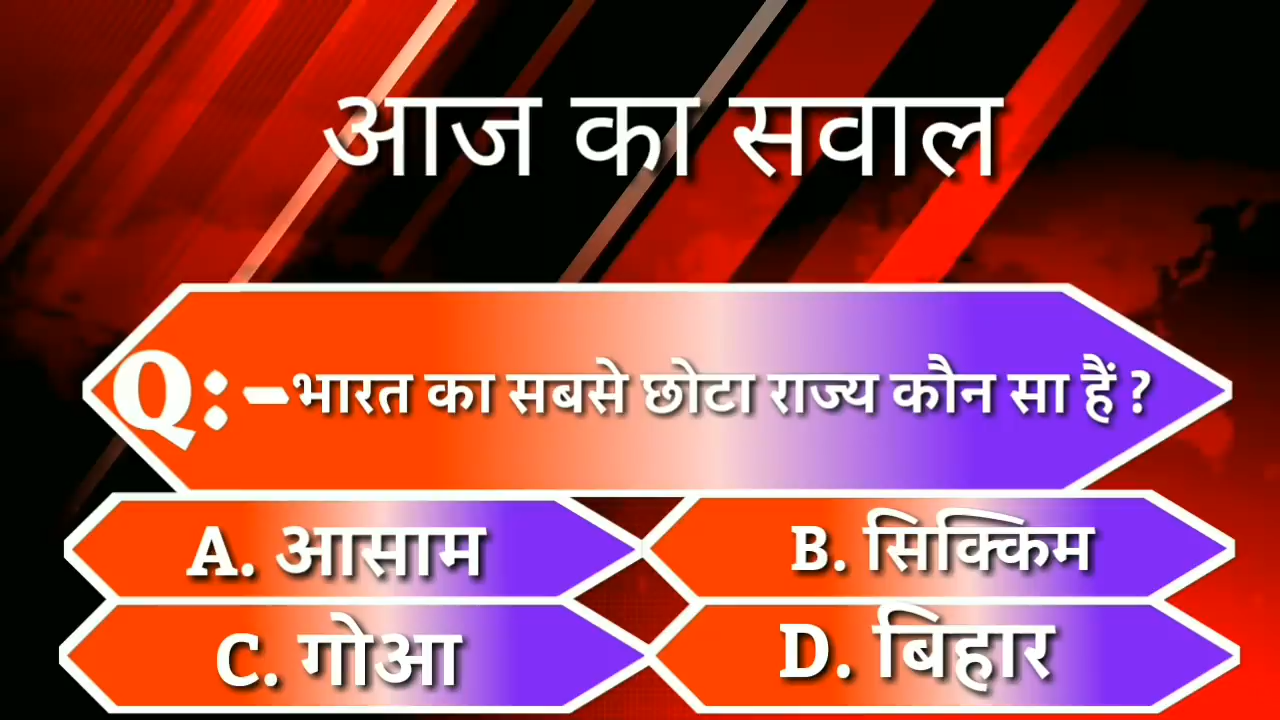 आज का सवाल
Q:-भारत का सबसे छोटा राज्य कौन सा हैं ?
A. आसाम
B. सिक्किम
C. गोआ
D. बिहार